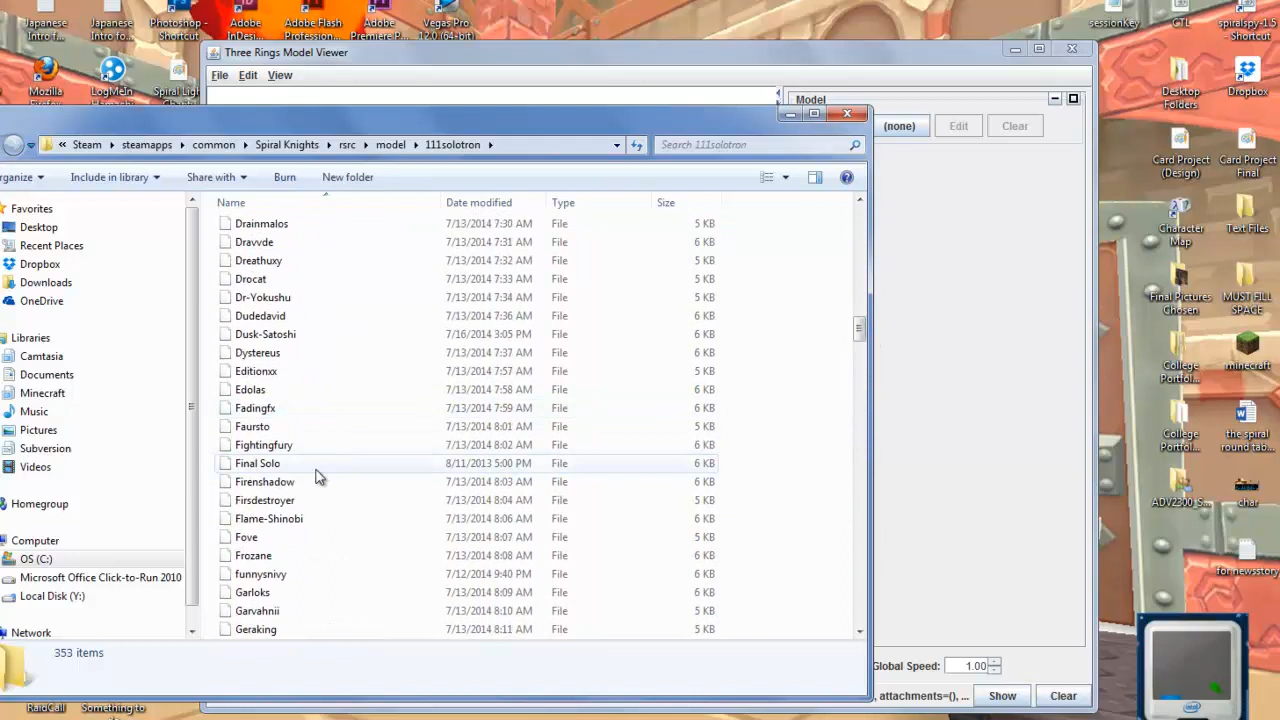 Japanese Intro f...
Japanese Intro fo...
Photoshop - Shortcut
Adobe InDesi...
Adobe Flash Profession...
Adobe Premiere P...
Vegas Pro 12.0 (64-bit)
sessionKey
CTL
spiralspy-1.5 - Shortcut
Mozilla Firefox
LogMeIn
Spiral Light
Three Rings Model Viewer
File Edit View
Model
(none) Edit Clear
Steam steamapps common Spiral Knights rsrc model 111solotron
Search 111solotron
rganize Include in library Share with Burn New folder
Name Date modified Type Size
Favorites
Desktop
Recent Places
Dropbox
Downloads
OneDrive
Libraries
Camtasia
Documents
Minecraft
Music
Pictures
Subversion
Videos
Homegroup
Computer
OS (C:)
Microsoft Office Click-to-Run 2010
Local Disk (Y:)
Network
Drainmalos 7/13/2014 7:30 AM File 5 KB
Dravvde 7/13/2014 7:31 AM File 6 KB
Dreathuxy 7/13/2014 7:32 AM File 5 KB
Drocat 7/13/2014 7:33 AM File 5 KB
Dr-Yokushu 7/13/2014 7:34 AM File 6 KB
Dudedavid 7/13/2014 7:36 AM File 5 KB
Dusk-Satoshi 7/16/2014 3:05 PM File 6 KB
Dystereus 7/13/2014 7:37 AM File 6 KB
Editionxx 7/13/2014 7:57 AM File 6 KB
Edolas 7/13/2014 7:58 AM File 6 KB
Fadingfx 7/13/2014 7:59 AM File 6 KB
Faursto 7/13/2014 8:01 AM File 6 KB
Fightingfury 7/13/2014 8:02 AM File 6 KB
Final Solo 8/11/2013 5:00 PM File 6 KB
Firenshadow 7/13/2014 8:03 AM File 6 KB
Firsdestroyer 7/13/2014 8:04 AM File 6 KB
Flame-Shinobi 7/13/2014 8:06 AM File 6 KB
Fove 7/13/2014 8:07 AM File 6 KB
Frozane 7/13/2014 8:08 AM File 6 KB
funnysnivy 7/12/2014 9:40 PM File 6 KB
Garloks 7/13/2014 8:09 AM File 6 KB
Garvahnii 7/13/2014 8:10 AM File 5 KB
Geraking 7/13/2014 8:11 AM File 5 KB
353 items
Global Speed: 1.00
, attachments=(), ... Show Clear
Desktop Folders
Dropbox
Card Project (Design)
Card Project Final
Character Map
Text Files
Final Pictures Chosen
MUST FILL SPACE
College Portfol...
minecraft
College Portfol...
the spiral round tab...
ADV2300_S...
char
fornewsstory
RaidCall
Something to
intel